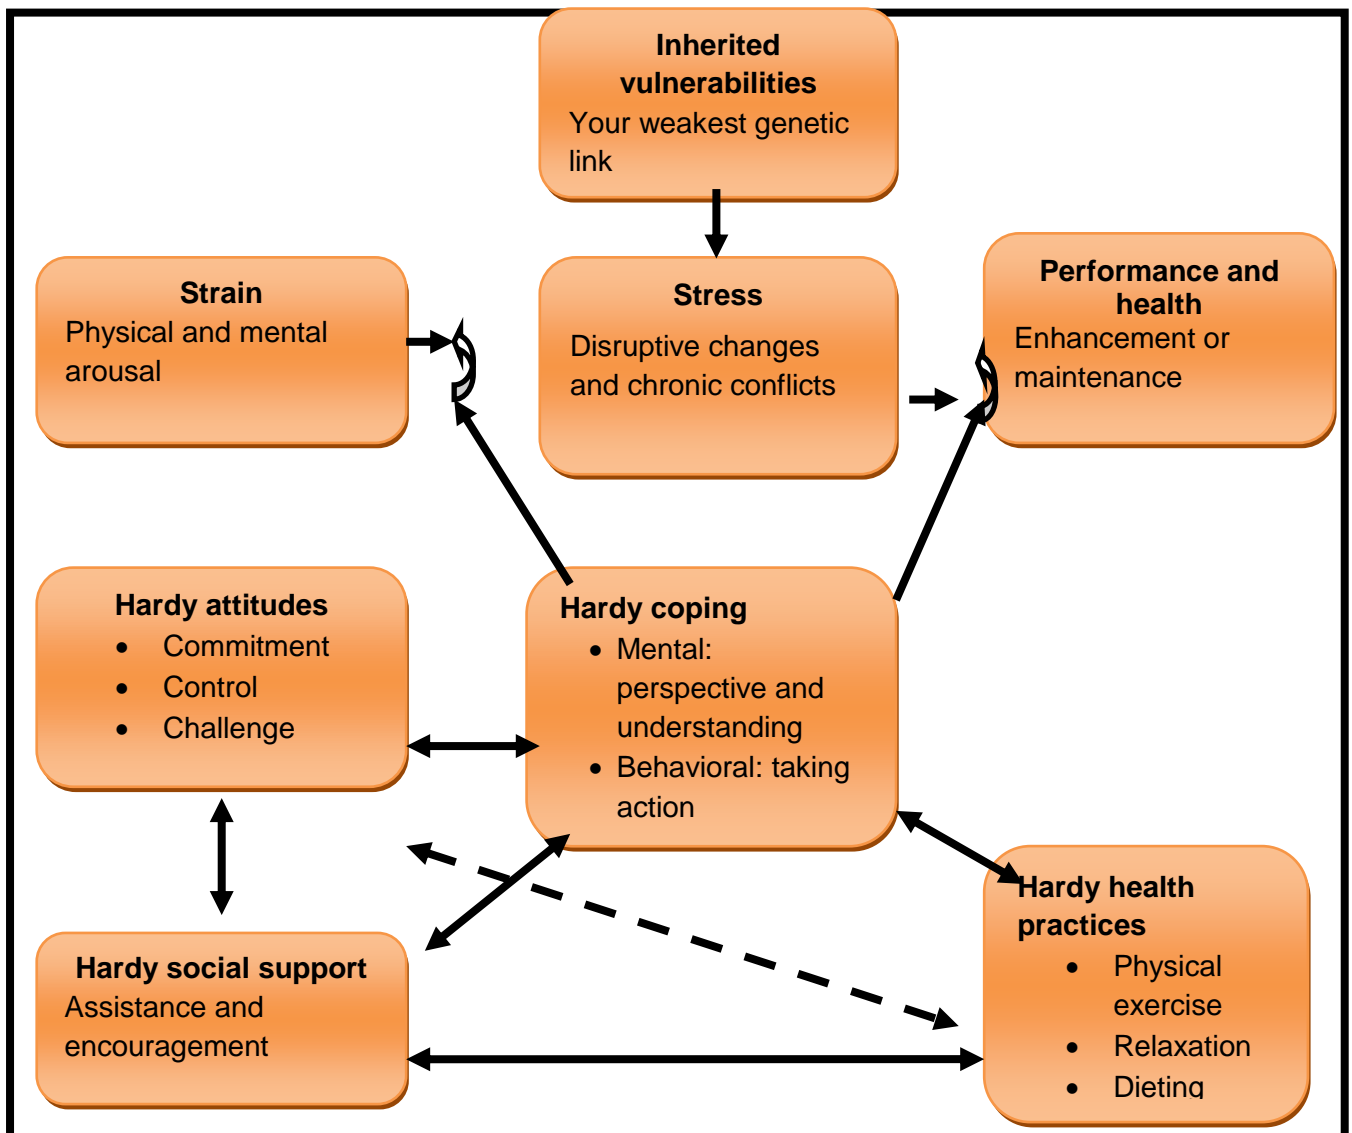 Inherited
vulnerabilities
Your weakest genetic
link
Strain
Physical and mental
arousal
Stress
Disruptive changes
and chronic conflicts
Performance and
health
Enhancement or
maintenance
Hardy attitudes
• Commitment
• Control
• Challenge
Hardy coping
• Mental:
perspective and
understanding
• Behavioral: taking
action
Hardy social support
Assistance and
encouragement
Hardy health
practices
• Physical
exercise
• Relaxation
• Dieting